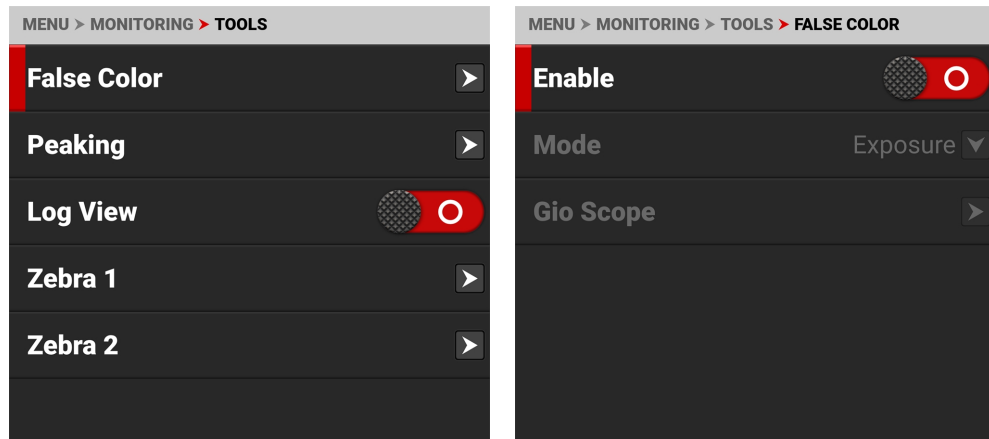 MENU > MONITORING > TOOLS
False Color
Peaking
Log View
Zebra 1
Zebra 2
MENU > MONITORING > TOOLS > FALSE COLOR
Enable
Mode Exposure
Gio Scope